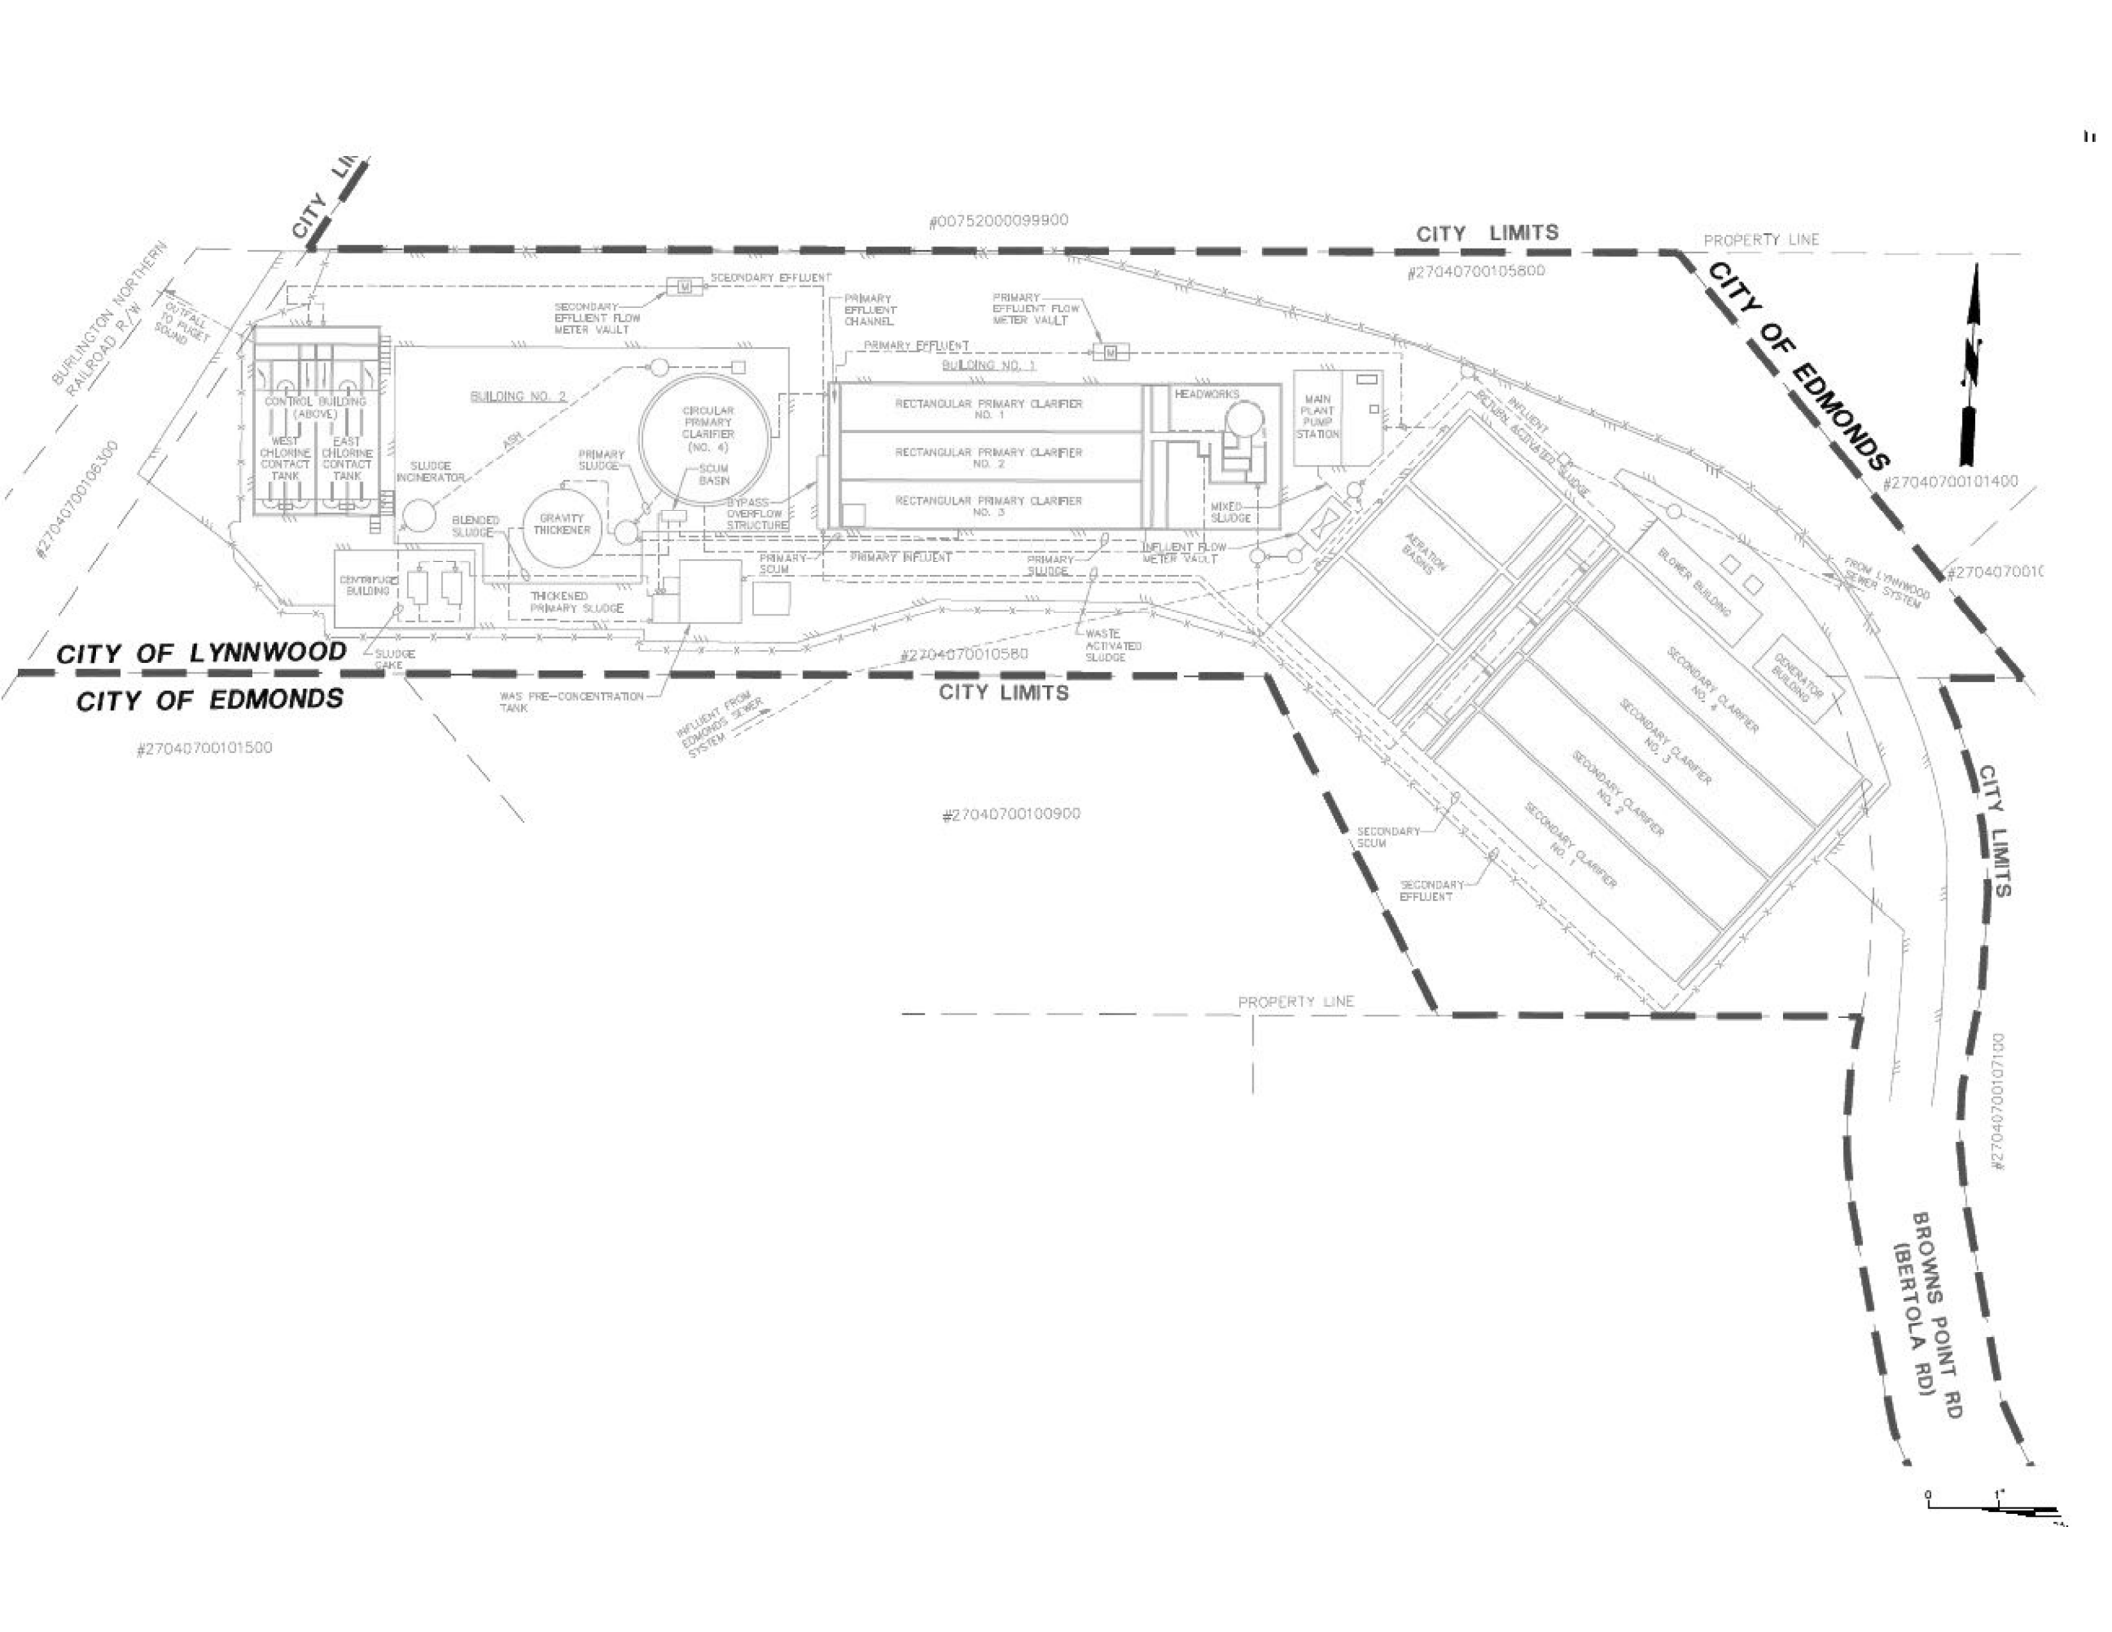 CITY
#00752000099900
CITY LIMITS
PROPERTY LINE
#27040700105800
CITY OF EDMONDS
BURLINGTON NORTHERN
RAILROAD R/W
OUTFALL
TO PUGET
SOUND
SCEONDARY EFFLUENT
SECONDARY
EFFLUENT FLOW
METER VAULT
M
PRIMARY
EFFLUENT
CHANNEL
PRIMARY
EFFLUENT FLOW
METER VAULT
M
PRIMARY EFFLUENT
BUILDING NO. 1
BUILDING NO. 2
CONTROL BUILDING
(ABOVE)
WEST
CHLORINE
CONTACT
TANK
EAST
CHLORINE
CONTACT
TANK
ASH
CIRCULAR
PRIMARY
CLARIFIER
(NO. 4)
RECTANGULAR PRIMARY CLARIFIER
NO. 1
RECTANGULAR PRIMARY CLARIFIER
NO. 2
RECTANGULAR PRIMARY CLARIFIER
NO. 3
HEADWORKS
MAIN
PLANT
PUMP
STATION
INFLUENT
RETURN ACTIVATED SLUDGE
#27040700101400
#27040700106300
SLUDGE
INCINERATOR
PRIMARY
SLUDGE
SCUM
BASIN
BYPASS
OVERFLOW
STRUCTURE
BLENDED
SLUDGE
GRAVITY
THICKENER
MIXED
SLUDGE
INFLUENT FLOW
METER VAULT
PRIMARY
SCUM
PRIMARY INFLUENT
PRIMARY
SLUDGE
AERATION
BASINS
BLOWER BUILDING
FROM LYNNWOOD
SEWER SYSTEM
CENTRIFUGE
BUILDING
THICKENED
PRIMARY SLUDGE
WASTE
ACTIVATED
SLUDGE
SLUDGE
CAKE
CITY OF LYNNWOOD
CITY OF EDMONDS
#2704070010580
CITY LIMITS
WAS PRE-CONCENTRATION
TANK
INFLUENT FROM
EDMONDS SEWER
SYSTEM
GENERATOR
BUILDING
SECONDARY CLARIFIER
NO. 4
SECONDARY CLARIFIER
NO. 3
SECONDARY CLARIFIER
NO. 2
SECONDARY CLARIFIER
NO. 1
#27040700101500
#27040700100900
SECONDARY
SCUM
SECONDARY
EFFLUENT
CITY LIMITS
PROPERTY LINE
#27040700107100
BROWNS POINT RD
(BERTOLA RD)
0 1"